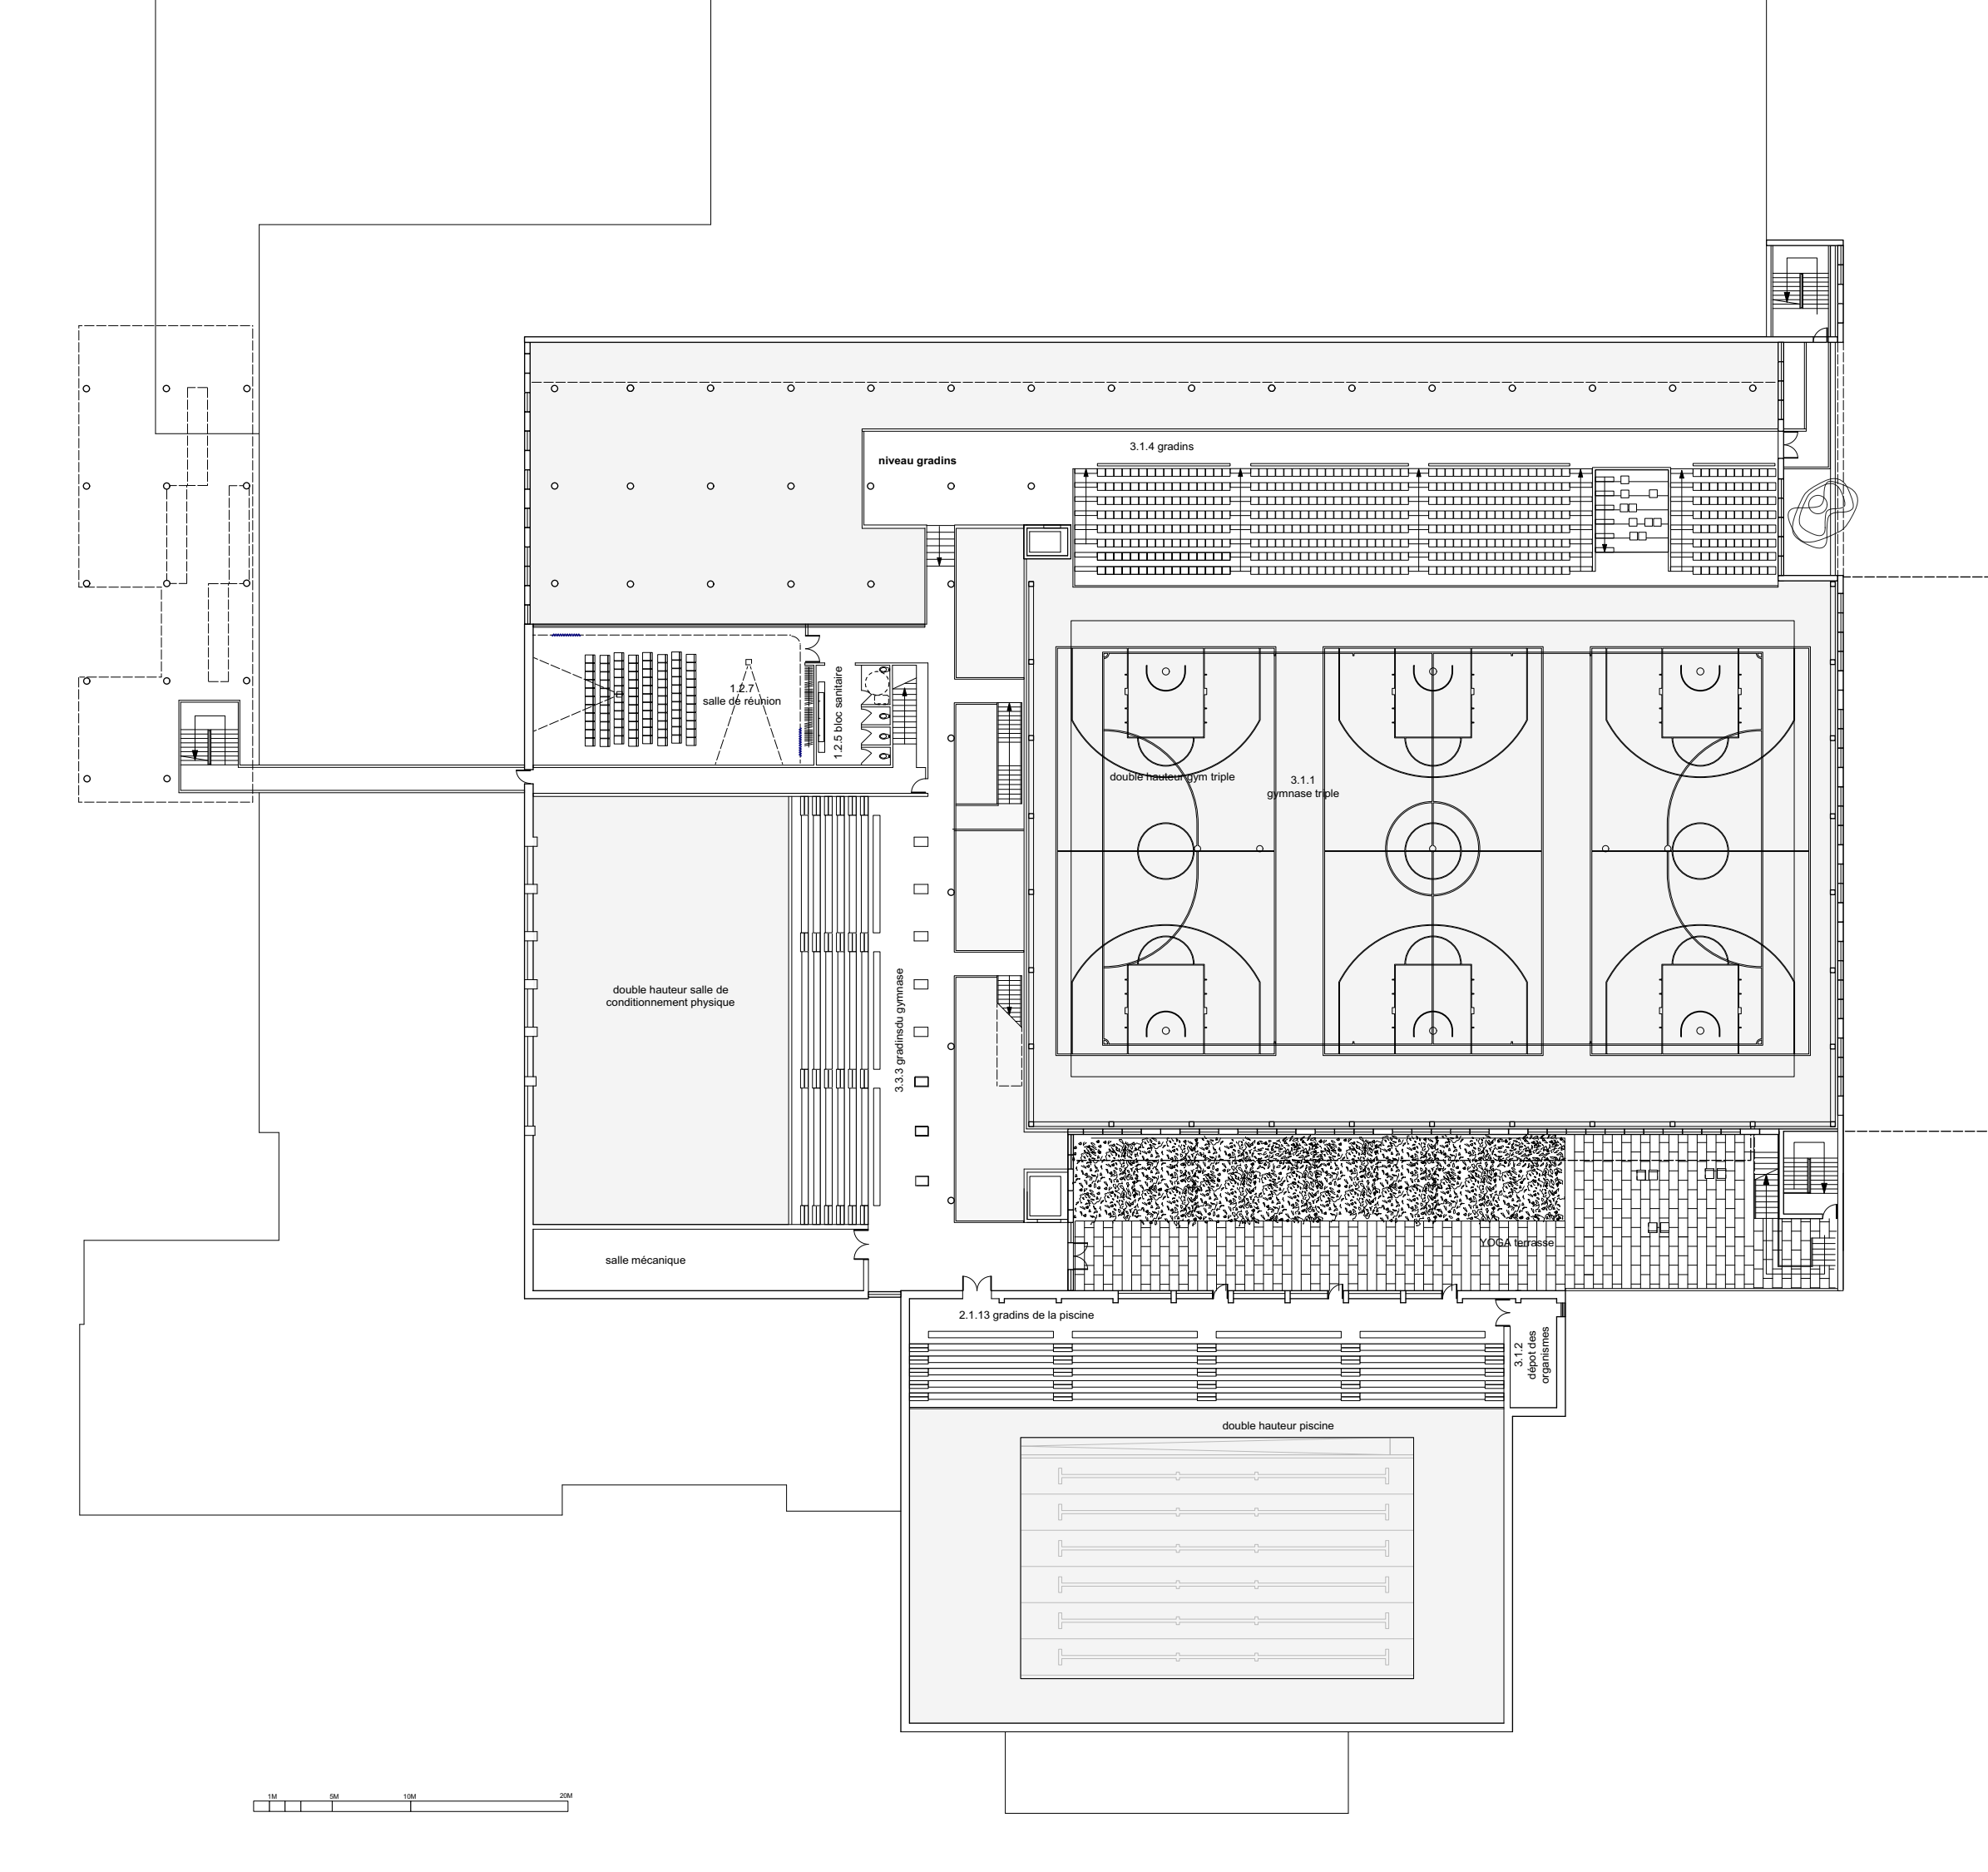 3.1.4 gradins
niveau gradins
1.2.7
salle de réunion
1.2.5 bloc sanitaire
double hauteur gym triple
3.1.1
gymnase triple
double hauteur salle de
conditionnement physique
3.3.3 gradinsdu gymnase
YOGA terrasse
salle mécanique
2.1.13 gradins de la piscine
3.1.2
dépot des
organismes
double hauteur piscine
1M 5M 10M 20M